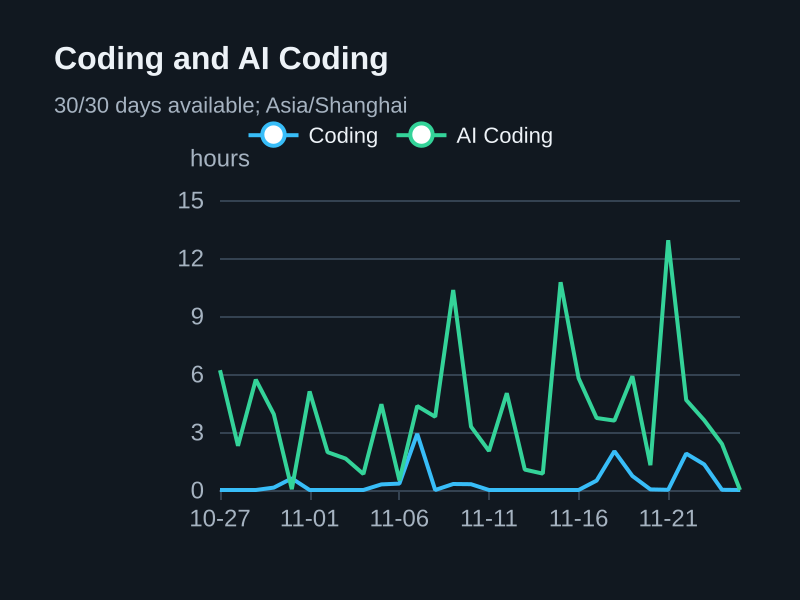 Coding and AI Coding
30/30 days available; Asia/Shanghai
Coding AI Coding
hours
15
12
9
6
3
0
10-27 11-01 11-06 11-11 11-16 11-21